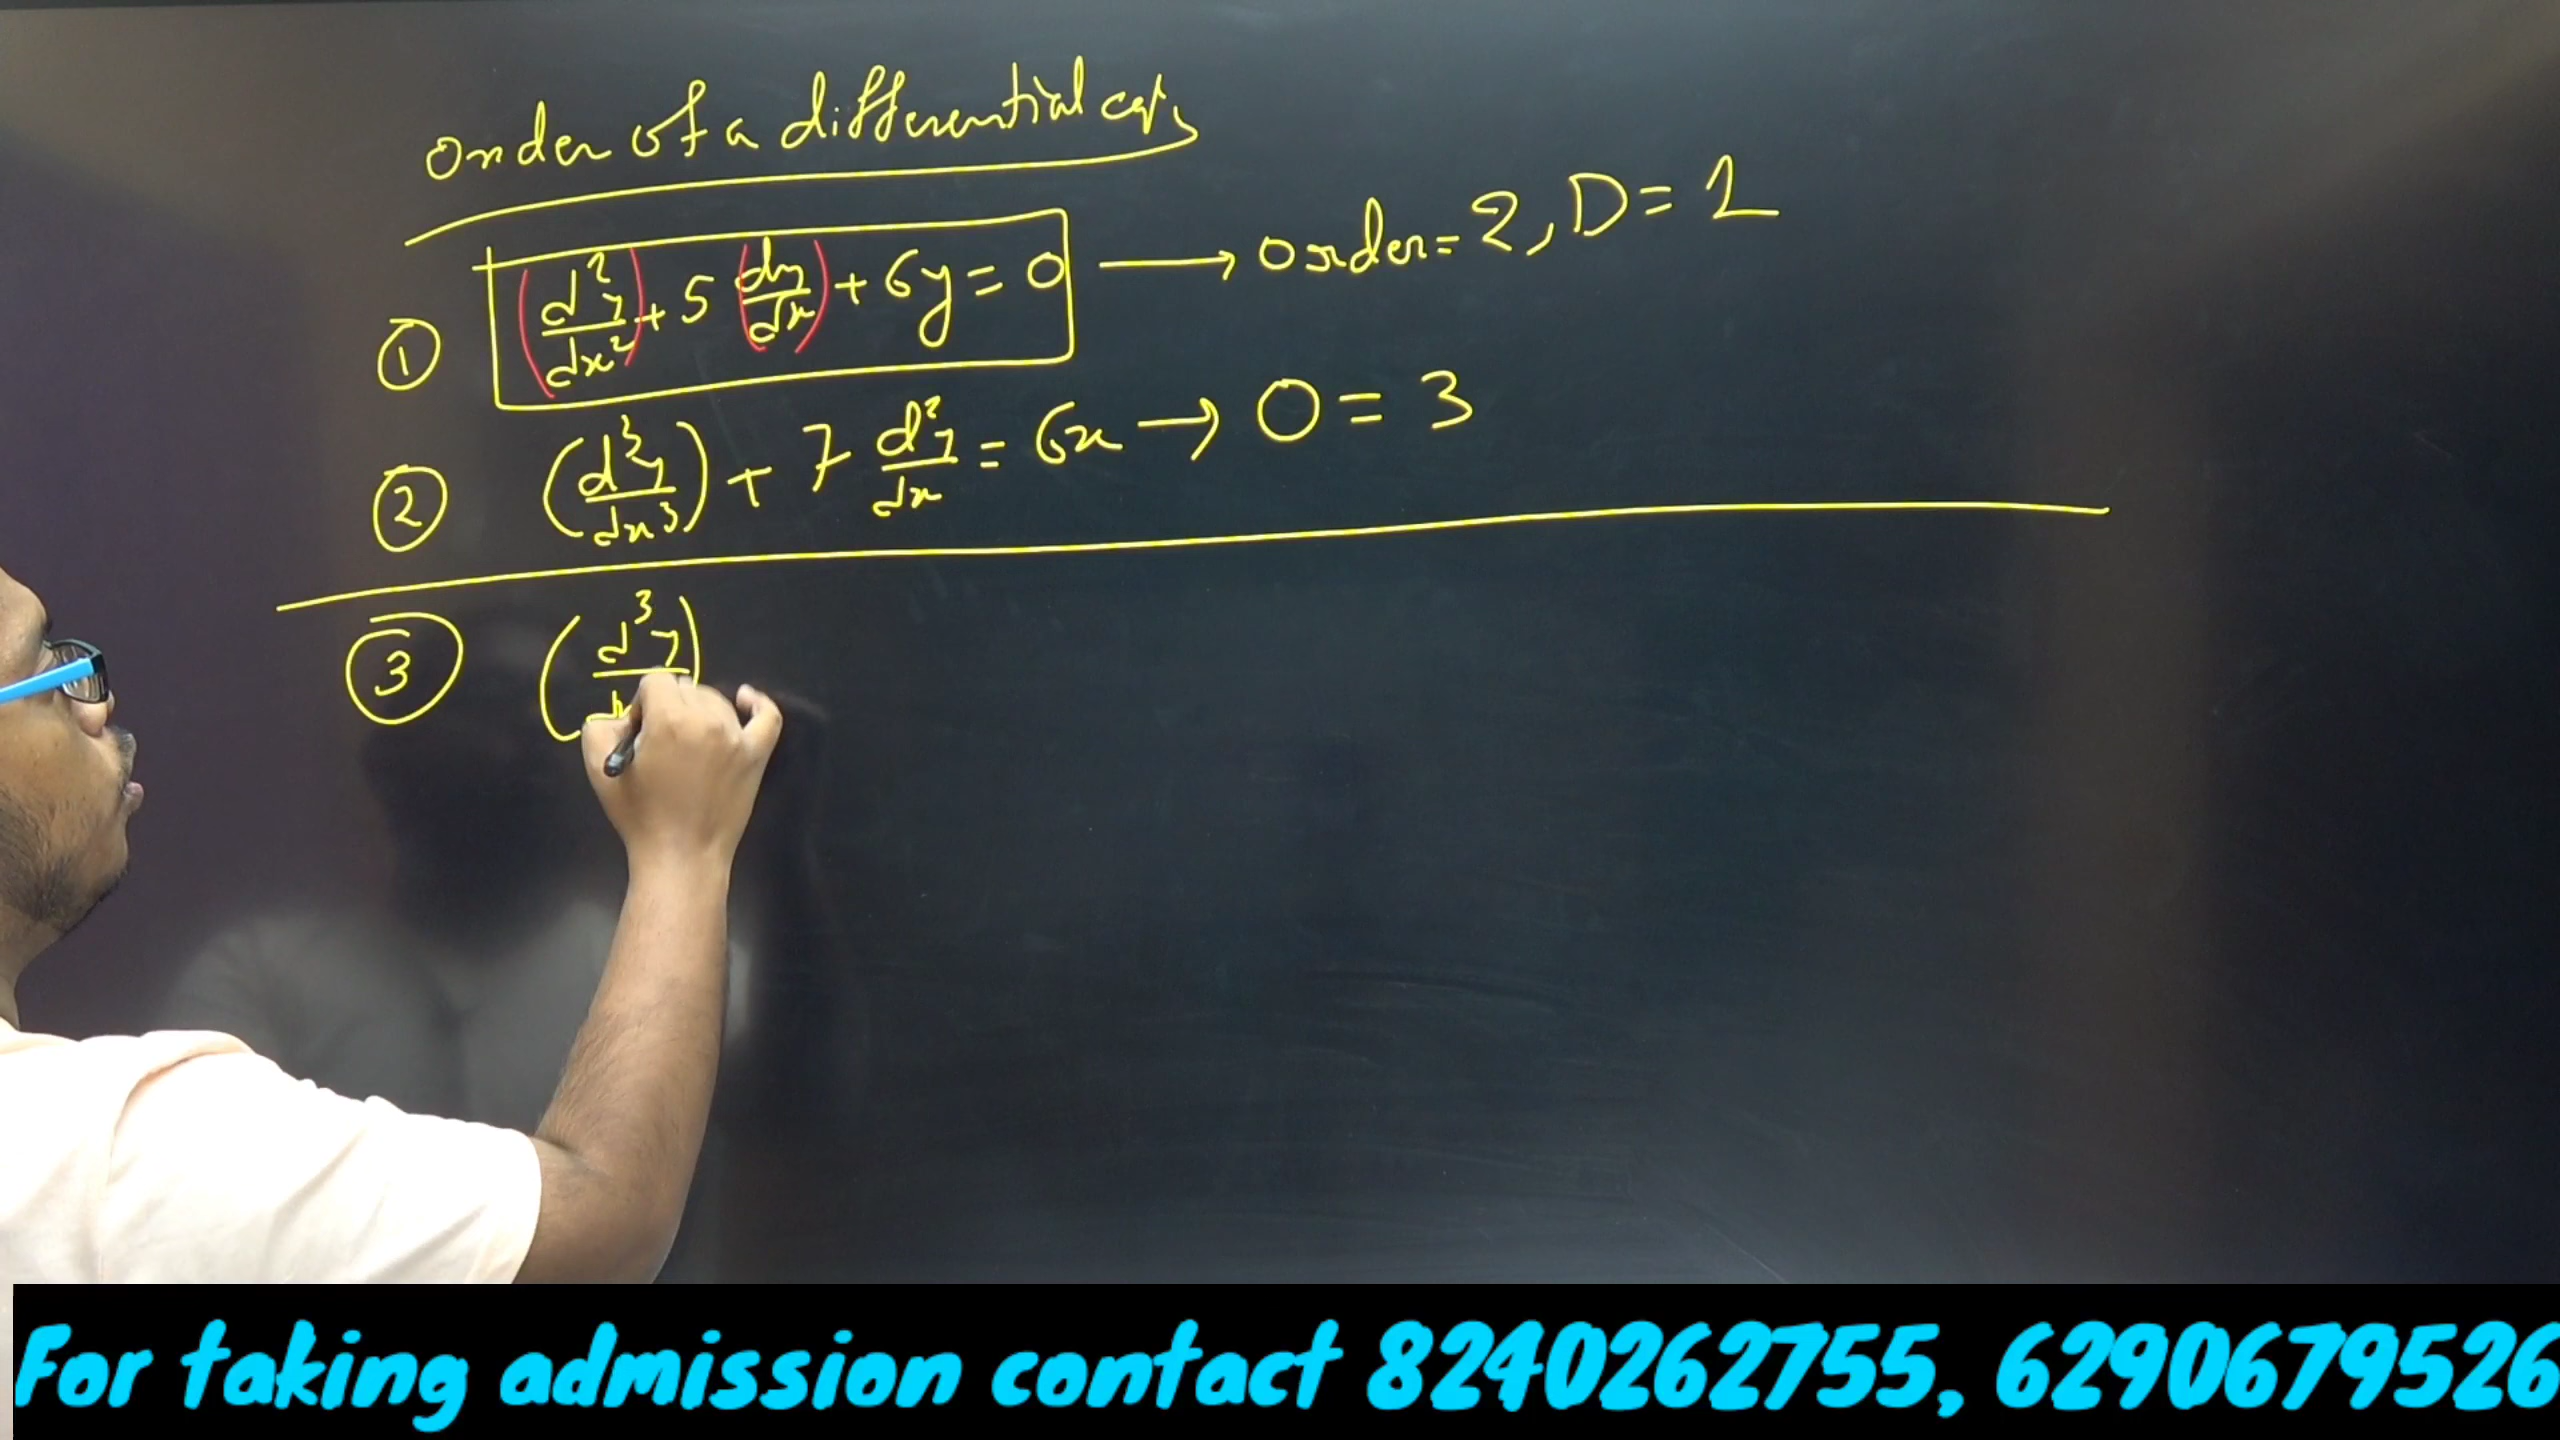 order of a differential eqn
① (d²y/dx²) + 5 (dy/dx) + 6y = 0 → order = 2, D = 1
② (d³y/dx³) + 7 d²y/dx = 6x → O = 3
③ (d³y/d
For taking admission contact 8240262755, 6290679526